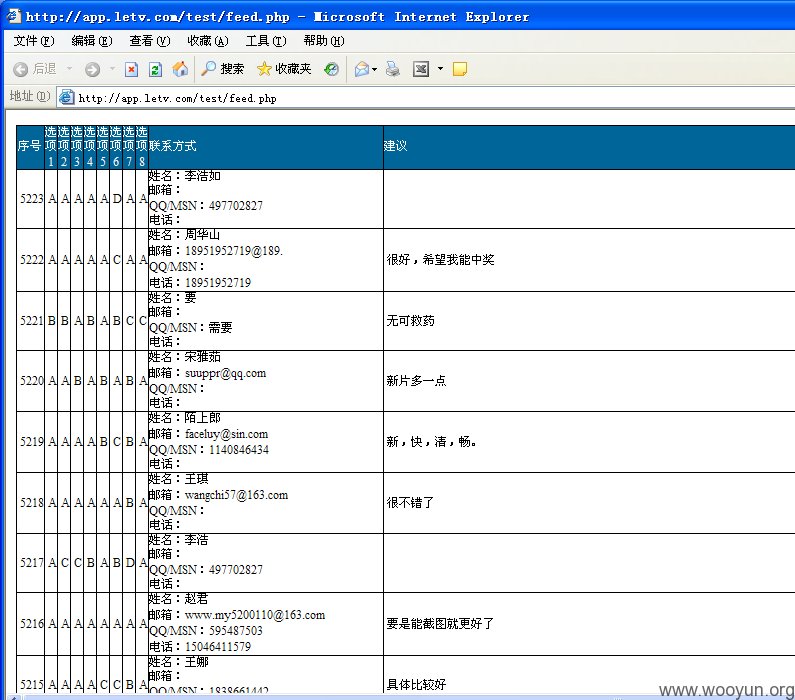 http://app.letv.com/test/feed.php - Microsoft Internet Explorer
文件(F) 编辑(E) 查看(V) 收藏(A) 工具(T) 帮助(H)
后退 搜索 收藏夹
地址(D) http://app.letv.com/test/feed.php
序号 选项1 选项2 选项3 选项4 选项5 选项6 选项7 选项8 联系方式 建议
姓名：李浩如
邮箱：
5223 A A A A A D A A
QQ/MSN：497702827
电话：
姓名：周华山
邮箱：18951952719@189.
5222 A A A A A C A A 很好，希望我能中奖
QQ/MSN：
电话：18951952719
姓名：要
邮箱：
5221 B B A B A B C C 无可救药
QQ/MSN：需要
电话：
姓名：宋雅茹
邮箱：suuppr@qq.com
5220 A A B A B A B A 新片多一点
QQ/MSN：
电话：
姓名：陌上郎
邮箱：faceluy@sin.com
5219 A A A A B C B A 新，快，清，畅。
QQ/MSN：1140846434
电话：
姓名：王琪
邮箱：wangchi57@163.com
5218 A A A A A A B A 很不错了
QQ/MSN：
电话：
姓名：李浩
邮箱：
5217 A C C B A B D A
QQ/MSN：497702827
电话：
姓名：赵君
邮箱：www.my5200110@163.com
5216 A A A A A A A A 要是能截图就更好了
QQ/MSN：595487503
电话：15046411579
姓名：王娜
邮箱：
5215 A A A A C C B A 具体比较好
QQ/MSN：1838661442
www.wooyun.org